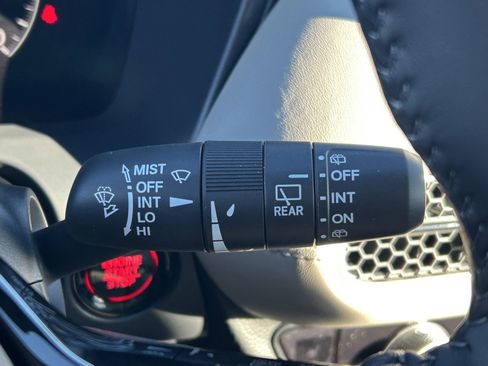 MIST
OFF
INT
LO
HI
REAR
OFF
INT
ON
ENGINE
START
STOP